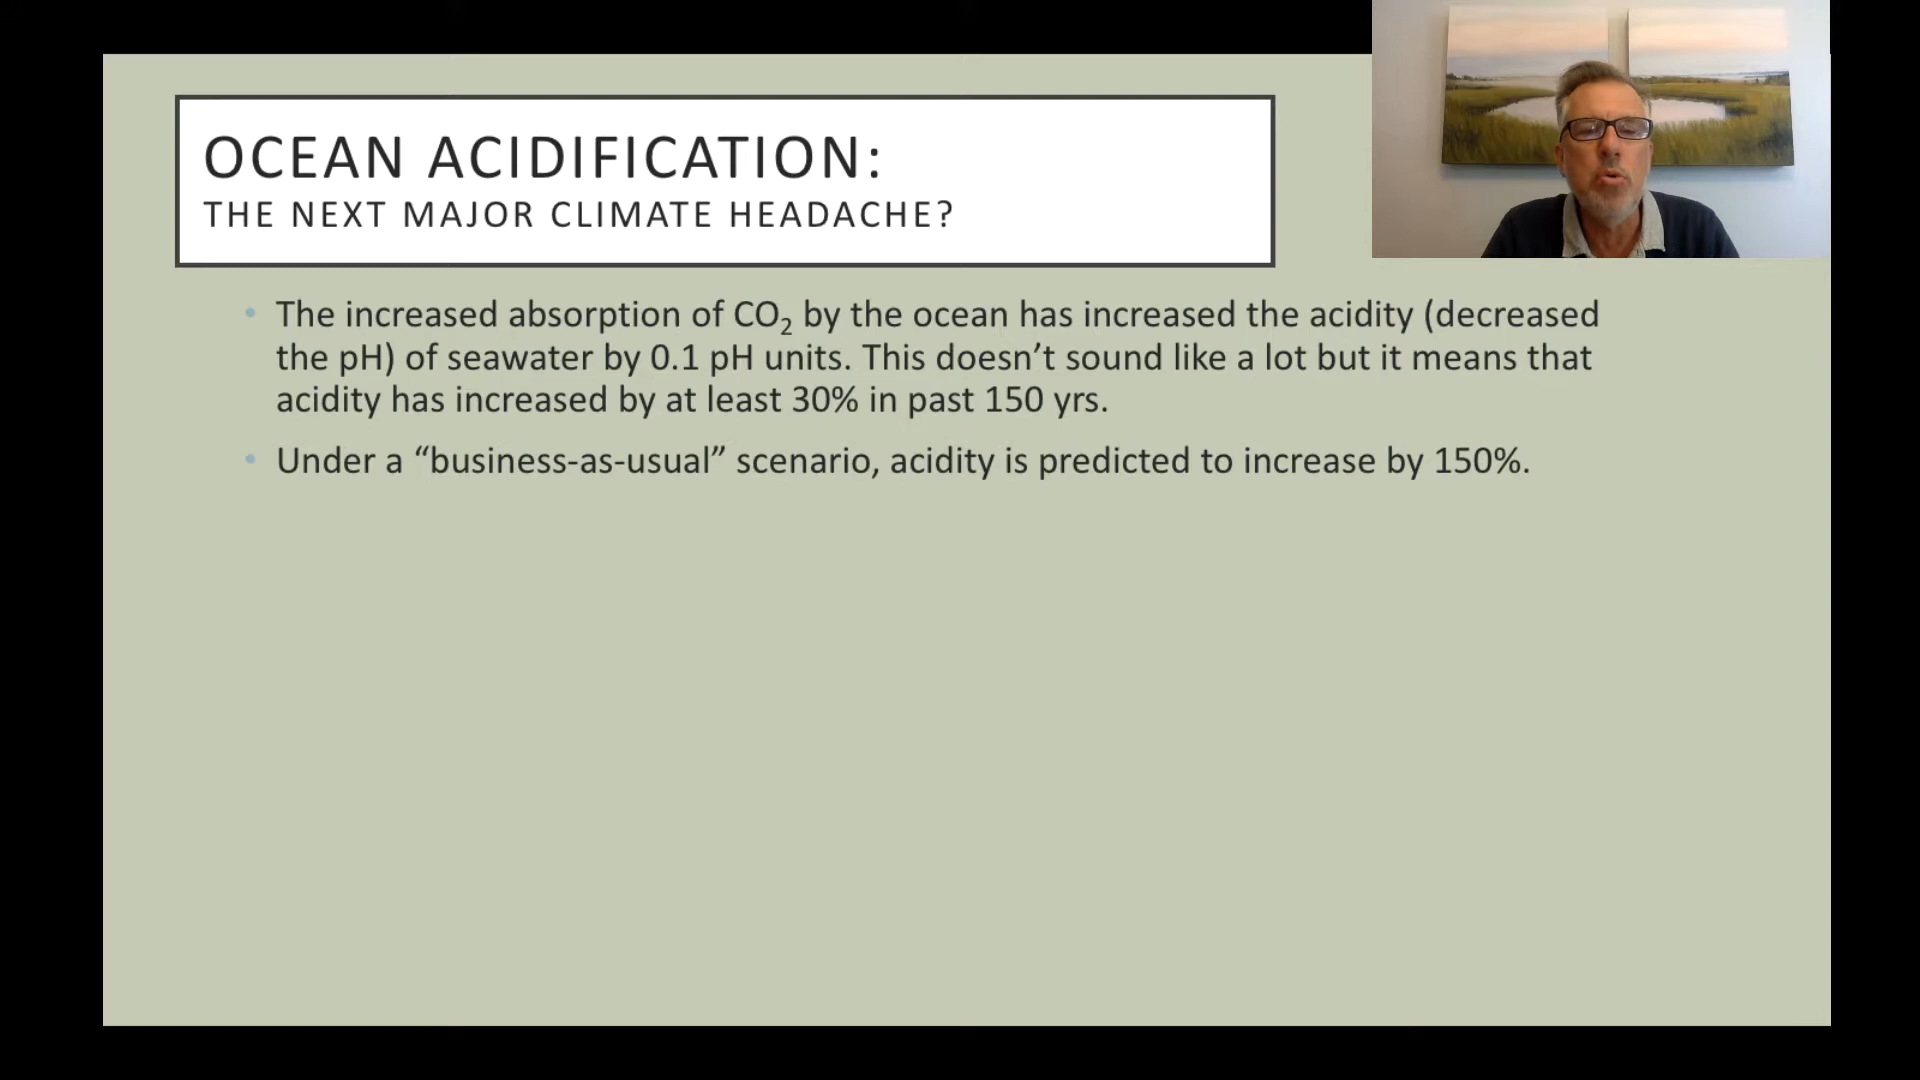 OCEAN ACIDIFICATION:
THE NEXT MAJOR CLIMATE HEADACHE?
• The increased absorption of CO₂ by the ocean has increased the acidity (decreased
the pH) of seawater by 0.1 pH units. This doesn’t sound like a lot but it means that
acidity has increased by at least 30% in past 150 yrs.
• Under a “business-as-usual” scenario, acidity is predicted to increase by 150%.